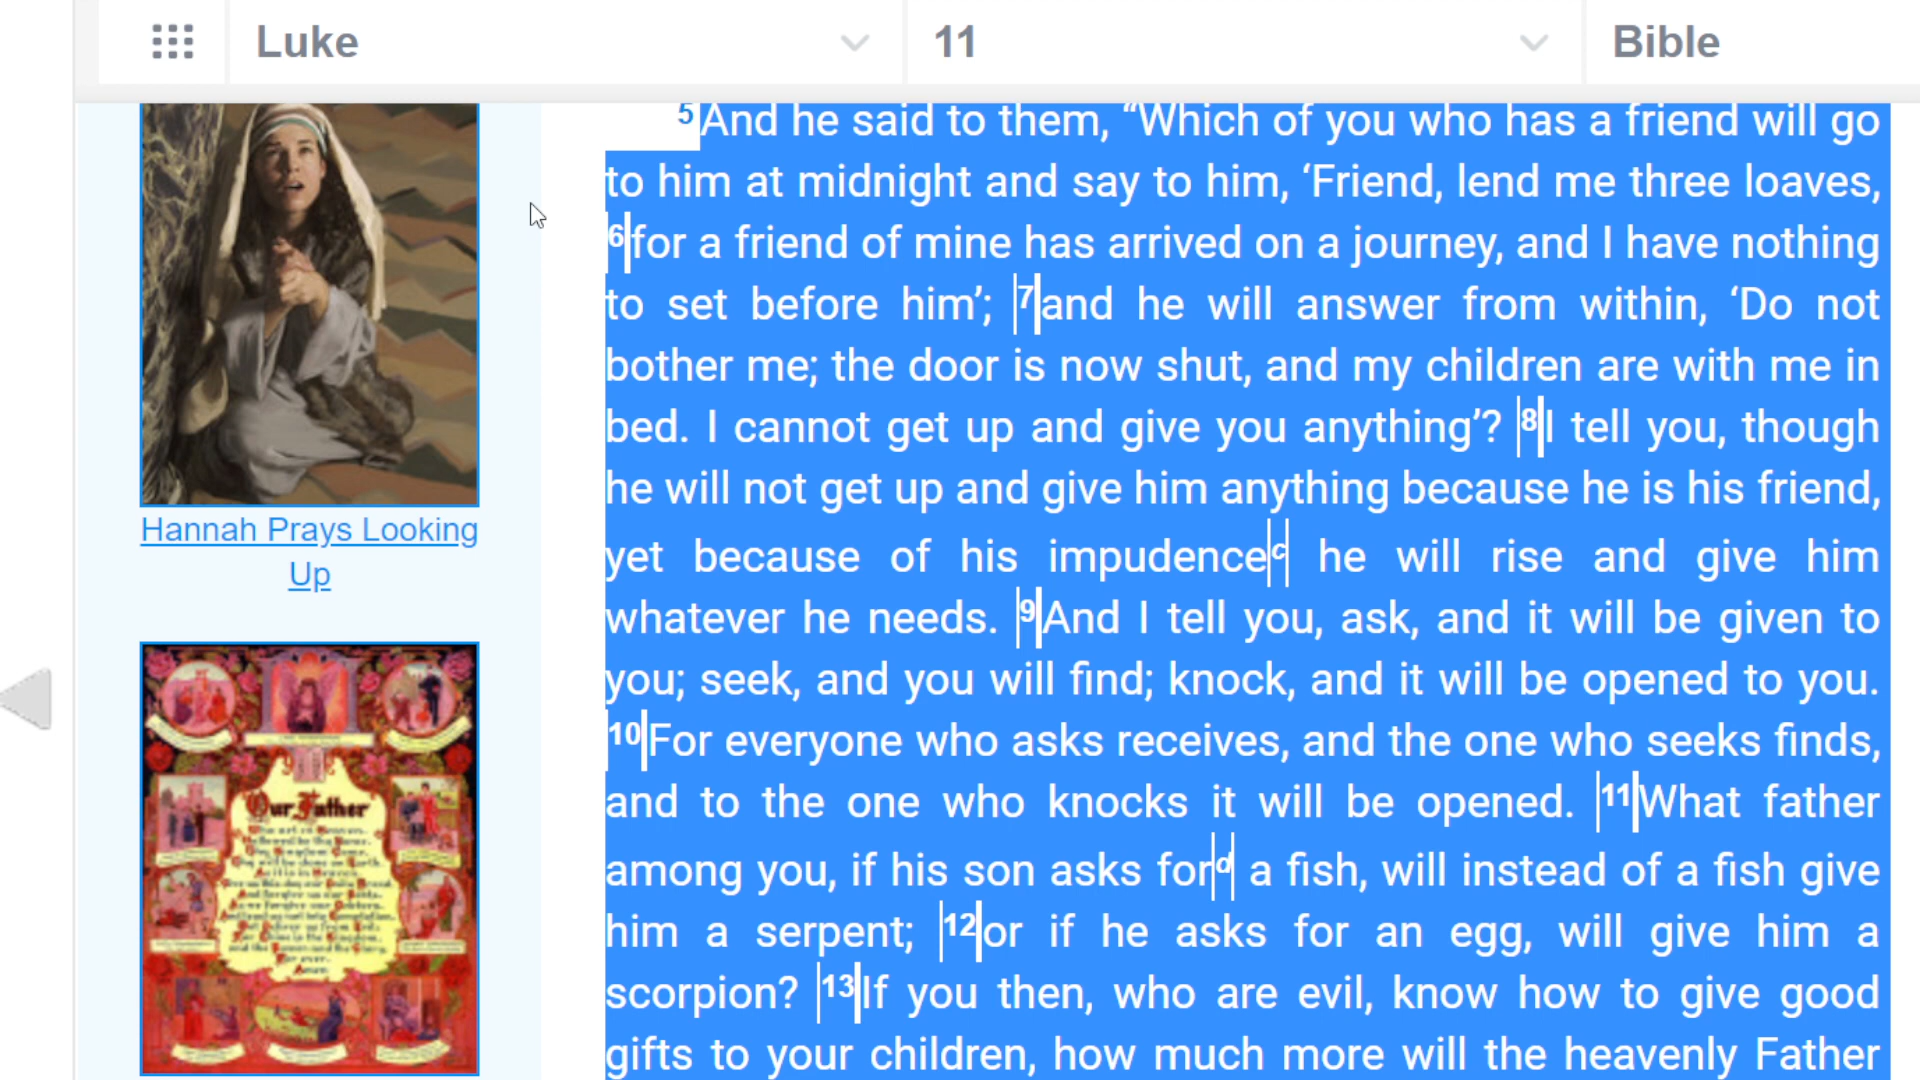 Luke
11
Bible
Hannah Prays Looking
Up
Our Father
5And he said to them, “Which of you who has a friend will go
to him at midnight and say to him, ‘Friend, lend me three loaves,
6for a friend of mine has arrived on a journey, and I have nothing
to set before him’; 7and he will answer from within, ‘Do not
bother me; the door is now shut, and my children are with me in
bed. I cannot get up and give you anything’? 8I tell you, though
he will not get up and give him anything because he is his friend,
yet because of his impudencec he will rise and give him
whatever he needs. 9And I tell you, ask, and it will be given to
you; seek, and you will find; knock, and it will be opened to you.
10For everyone who asks receives, and the one who seeks finds,
and to the one who knocks it will be opened. 11What father
among you, if his son asks ford a fish, will instead of a fish give
him a serpent; 12or if he asks for an egg, will give him a
scorpion? 13If you then, who are evil, know how to give good
gifts to your children, how much more will the heavenly Father